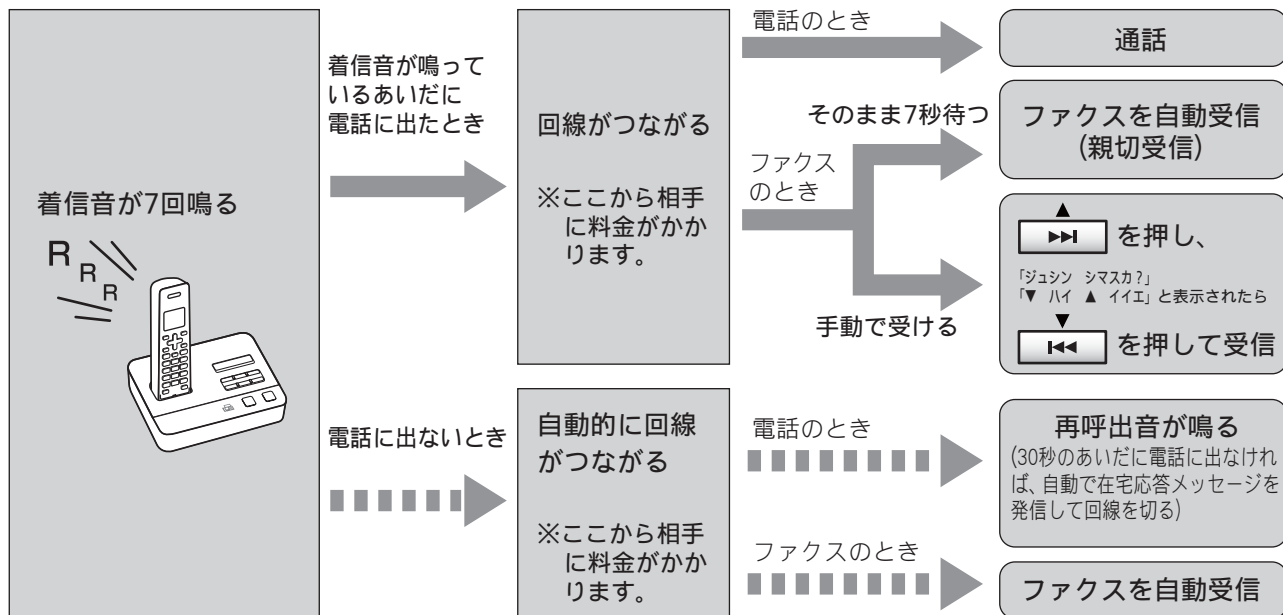 着信音が7回鳴る
R
R
R
着信音が鳴って
いるあいだに
電話に出たとき
回線がつながる
※ここから相手
に料金がかか
ります。
電話のとき
通話
ファクス
のとき
そのまま7秒待つ
ファクスを自動受信
(親切受信)
手動で受ける
▲
▶▶I を押し、
「ジュシン シマスカ?」
「▼ ハイ ▲ イイエ」と表示されたら
▼
I◀◀ を押して受信
電話に出ないとき
自動的に回線
がつながる
※ここから相手
に料金がかか
ります。
電話のとき
再呼出音が鳴る
(30秒のあいだに電話に出なけれ
ば、自動で在宅応答メッセージを
発信して回線を切る)
ファクスのとき
ファクスを自動受信